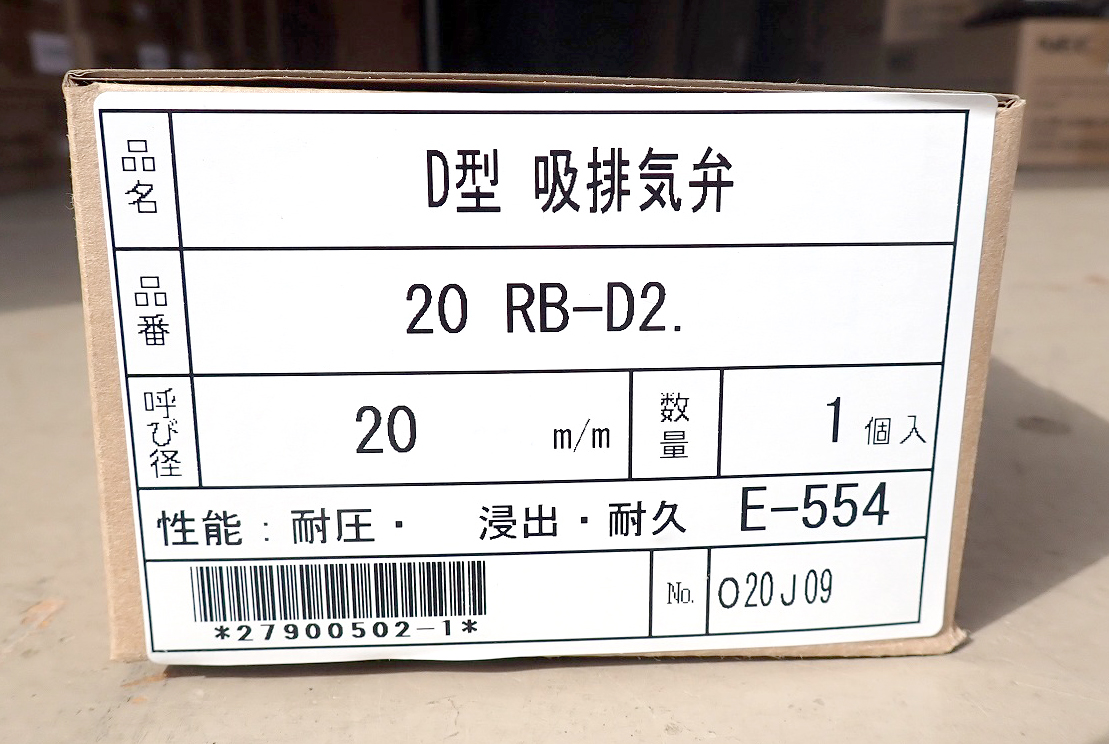 品名 D型 吸排気弁
品番 20 RB-D2.
呼び径 20 m/m 数量 1 個入
性能:耐圧・ 浸出・耐久 E-554
*27900502-1* No. O20J09
NEC